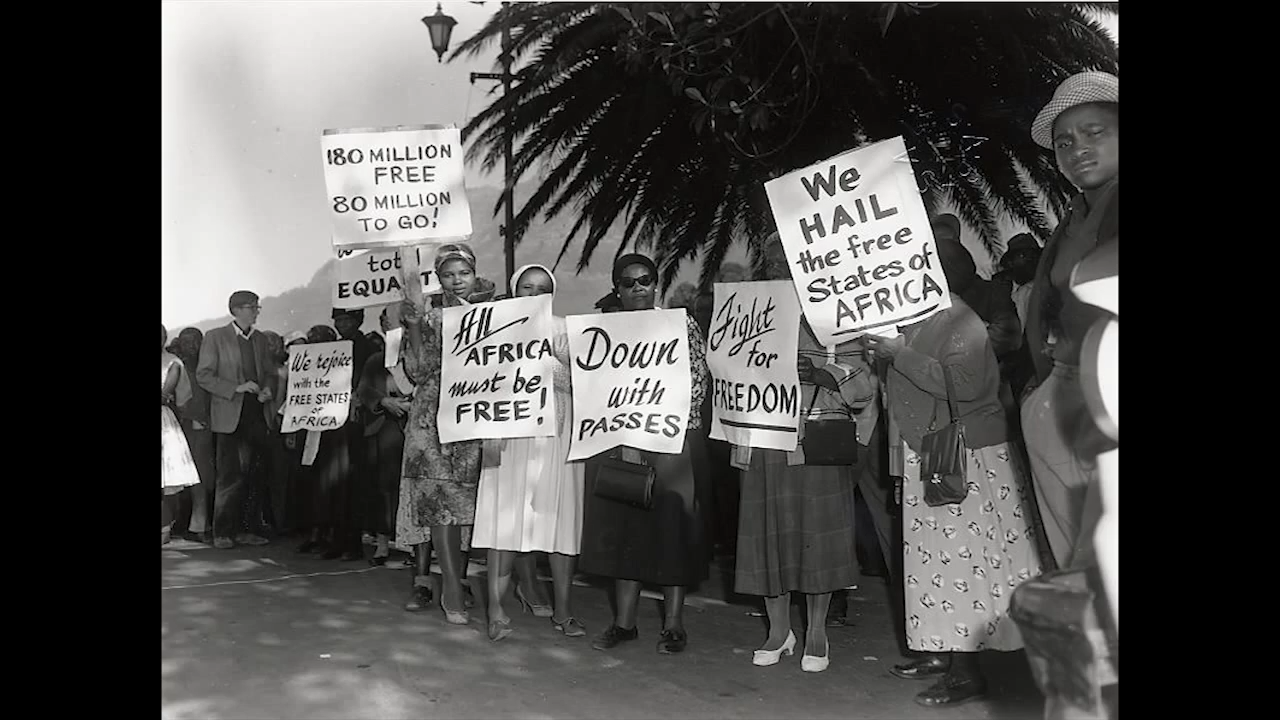 180 MILLION
FREE
80 MILLION
TO GO!
EQUALITY
We rejoice
with the
FREE STATES
of
AFRICA.
All
AFRICA
must be
FREE!
Down
with
PASSES
Fight
for
FREEDOM
We
HAIL
the free
States of
AFRICA